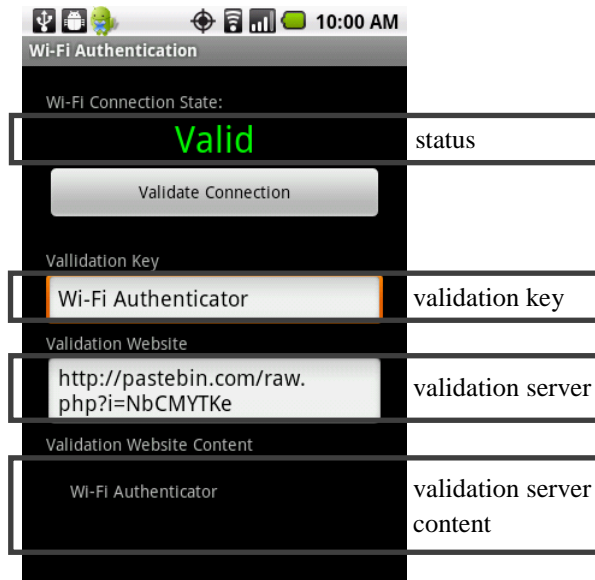 10:00 AM
Wi-Fi Authentication
Wi-Fi Connection State:
Valid
status
Validate Connection
Vallidation Key
Wi-Fi Authenticator
validation key
Validation Website
http://pastebin.com/raw.
php?i=NbCMYTKe
validation server
Validation Website Content
Wi-Fi Authenticator
validation server
content